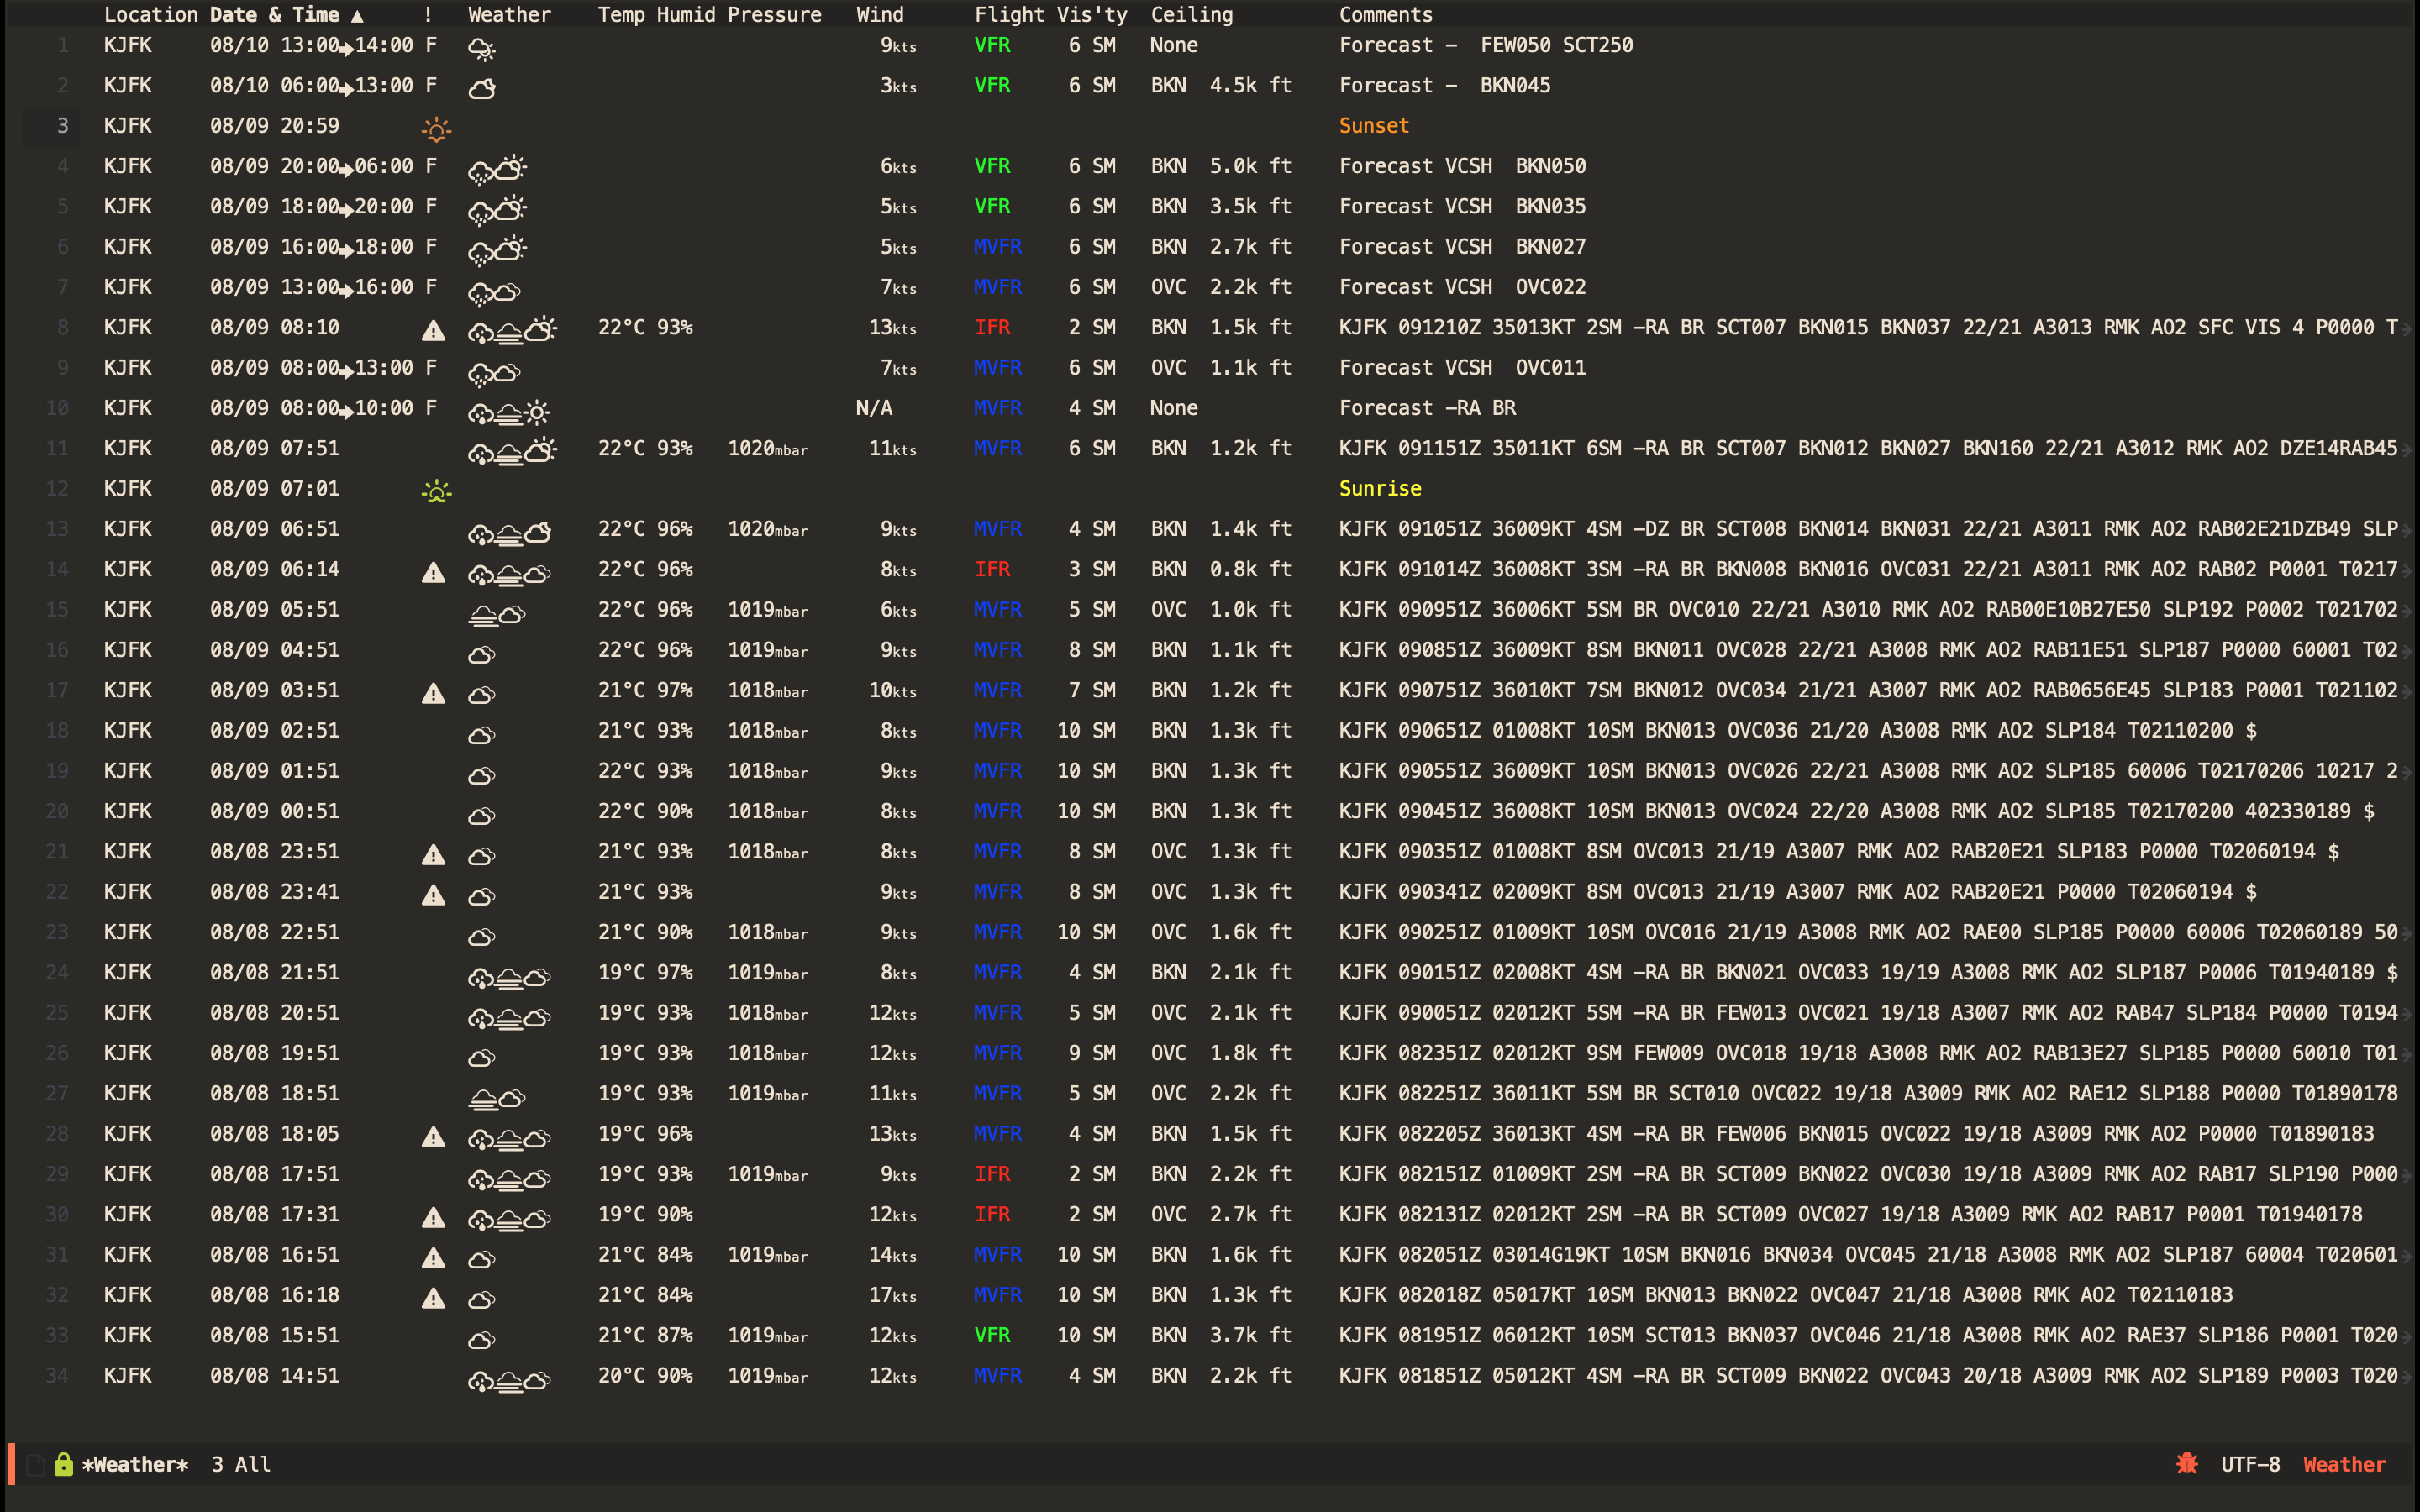 Location Date & Time ▲ ! Weather Temp Humid Pressure Wind Flight Vis'ty Ceiling Comments
1 KJFK 08/10 13:00→14:00 F 9kts VFR 6 SM None Forecast – FEW050 SCT250
2 KJFK 08/10 06:00→13:00 F 3kts VFR 6 SM BKN 4.5k ft Forecast – BKN045
3 KJFK 08/09 20:59 Sunset
4 KJFK 08/09 20:00→06:00 F 6kts VFR 6 SM BKN 5.0k ft Forecast VCSH BKN050
5 KJFK 08/09 18:00→20:00 F 5kts VFR 6 SM BKN 3.5k ft Forecast VCSH BKN035
6 KJFK 08/09 16:00→18:00 F 5kts MVFR 6 SM BKN 2.7k ft Forecast VCSH BKN027
7 KJFK 08/09 13:00→16:00 F 7kts MVFR 6 SM OVC 2.2k ft Forecast VCSH OVC022
8 KJFK 08/09 08:10 22°C 93% 13kts IFR 2 SM BKN 1.5k ft KJFK 091210Z 35013KT 2SM -RA BR SCT007 BKN015 BKN037 22/21 A3013 RMK AO2 SFC VIS 4 P0000 T
9 KJFK 08/09 08:00→13:00 F 7kts MVFR 6 SM OVC 1.1k ft Forecast VCSH OVC011
10 KJFK 08/09 08:00→10:00 F N/A MVFR 4 SM None Forecast -RA BR
11 KJFK 08/09 07:51 22°C 93% 1020mbar 11kts MVFR 6 SM BKN 1.2k ft KJFK 091151Z 35011KT 6SM -RA BR SCT007 BKN012 BKN027 BKN160 22/21 A3012 RMK AO2 DZE14RAB45
12 KJFK 08/09 07:01 Sunrise
13 KJFK 08/09 06:51 22°C 96% 1020mbar 9kts MVFR 4 SM BKN 1.4k ft KJFK 091051Z 36009KT 4SM -DZ BR SCT008 BKN014 BKN031 22/21 A3011 RMK AO2 RAB02E21DZB49 SLP
14 KJFK 08/09 06:14 22°C 96% 8kts IFR 3 SM BKN 0.8k ft KJFK 091014Z 36008KT 3SM -RA BR BKN008 BKN016 OVC031 22/21 A3011 RMK AO2 RAB02 P0001 T0217
15 KJFK 08/09 05:51 22°C 96% 1019mbar 6kts MVFR 5 SM OVC 1.0k ft KJFK 090951Z 36006KT 5SM BR OVC010 22/21 A3010 RMK AO2 RAB00E10B27E50 SLP192 P0002 T021702
16 KJFK 08/09 04:51 22°C 96% 1019mbar 9kts MVFR 8 SM BKN 1.1k ft KJFK 090851Z 36009KT 8SM BKN011 OVC028 22/21 A3008 RMK AO2 RAB11E51 SLP187 P0000 60001 T02
17 KJFK 08/09 03:51 21°C 97% 1018mbar 10kts MVFR 7 SM BKN 1.2k ft KJFK 090751Z 36010KT 7SM BKN012 OVC034 21/21 A3007 RMK AO2 RAB0656E45 SLP183 P0001 T021102
18 KJFK 08/09 02:51 21°C 93% 1018mbar 8kts MVFR 10 SM BKN 1.3k ft KJFK 090651Z 01008KT 10SM BKN013 OVC036 21/20 A3008 RMK AO2 SLP184 T02110200 $
19 KJFK 08/09 01:51 22°C 93% 1018mbar 9kts MVFR 10 SM BKN 1.3k ft KJFK 090551Z 36009KT 10SM BKN013 OVC026 22/21 A3008 RMK AO2 SLP185 60006 T02170206 10217 2
20 KJFK 08/09 00:51 22°C 90% 1018mbar 8kts MVFR 10 SM BKN 1.3k ft KJFK 090451Z 36008KT 10SM BKN013 OVC024 22/20 A3008 RMK AO2 SLP185 T02170200 402330189 $
21 KJFK 08/08 23:51 21°C 93% 1018mbar 8kts MVFR 8 SM OVC 1.3k ft KJFK 090351Z 01008KT 8SM OVC013 21/19 A3007 RMK AO2 RAB20E21 SLP183 P0000 T02060194 $
22 KJFK 08/08 23:41 21°C 93% 9kts MVFR 8 SM OVC 1.3k ft KJFK 090341Z 02009KT 8SM OVC013 21/19 A3007 RMK AO2 RAB20E21 P0000 T02060194 $
23 KJFK 08/08 22:51 21°C 90% 1018mbar 9kts MVFR 10 SM OVC 1.6k ft KJFK 090251Z 01009KT 10SM OVC016 21/19 A3008 RMK AO2 RAE00 SLP185 P0000 60006 T02060189 50
24 KJFK 08/08 21:51 19°C 97% 1019mbar 8kts MVFR 4 SM BKN 2.1k ft KJFK 090151Z 02008KT 4SM -RA BR BKN021 OVC033 19/19 A3008 RMK AO2 SLP187 P0006 T01940189 $
25 KJFK 08/08 20:51 19°C 93% 1018mbar 12kts MVFR 5 SM OVC 2.1k ft KJFK 090051Z 02012KT 5SM -RA BR FEW013 OVC021 19/18 A3007 RMK AO2 RAB47 SLP184 P0000 T0194
26 KJFK 08/08 19:51 19°C 93% 1018mbar 12kts MVFR 9 SM OVC 1.8k ft KJFK 082351Z 02012KT 9SM FEW009 OVC018 19/18 A3008 RMK AO2 RAB13E27 SLP185 P0000 60010 T01
27 KJFK 08/08 18:51 19°C 93% 1019mbar 11kts MVFR 5 SM OVC 2.2k ft KJFK 082251Z 36011KT 5SM BR SCT010 OVC022 19/18 A3009 RMK AO2 RAE12 SLP188 P0000 T01890178
28 KJFK 08/08 18:05 19°C 96% 13kts MVFR 4 SM BKN 1.5k ft KJFK 082205Z 36013KT 4SM -RA BR FEW006 BKN015 OVC022 19/18 A3009 RMK AO2 P0000 T01890183
29 KJFK 08/08 17:51 19°C 93% 1019mbar 9kts IFR 2 SM BKN 2.2k ft KJFK 082151Z 01009KT 2SM -RA BR SCT009 BKN022 OVC030 19/18 A3009 RMK AO2 RAB17 SLP190 P000
30 KJFK 08/08 17:31 19°C 90% 12kts IFR 2 SM OVC 2.7k ft KJFK 082131Z 02012KT 2SM -RA BR SCT009 OVC027 19/18 A3009 RMK AO2 RAB17 P0001 T01940178
31 KJFK 08/08 16:51 21°C 84% 1019mbar 14kts MVFR 10 SM BKN 1.6k ft KJFK 082051Z 03014G19KT 10SM BKN016 BKN034 OVC045 21/18 A3008 RMK AO2 SLP187 60004 T020601
32 KJFK 08/08 16:18 21°C 84% 17kts MVFR 10 SM BKN 1.3k ft KJFK 082018Z 05017KT 10SM BKN013 BKN022 OVC047 21/18 A3008 RMK AO2 T02110183
33 KJFK 08/08 15:51 21°C 87% 1019mbar 12kts VFR 10 SM BKN 3.7k ft KJFK 081951Z 06012KT 10SM SCT013 BKN037 OVC046 21/18 A3008 RMK AO2 RAE37 SLP186 P0001 T020
34 KJFK 08/08 14:51 20°C 90% 1019mbar 12kts MVFR 4 SM BKN 2.2k ft KJFK 081851Z 05012KT 4SM -RA BR SCT009 BKN022 OVC043 20/18 A3009 RMK AO2 SLP189 P0003 T020
*Weather* 3 All UTF-8 Weather